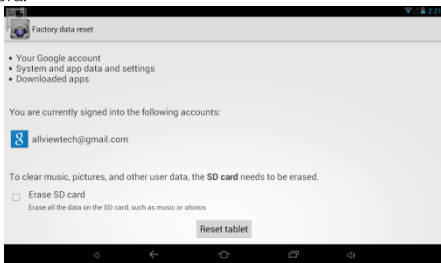 2:25
Factory data reset
• Your Google account
• System and app data and settings
• Downloaded apps
You are currently signed into the following accounts:
8 allviewtech@gmail.com
To clear music, pictures, and other user data, the SD card needs to be erased.
Erase SD card
Erase all the data on the SD card, such as music or photos
Reset tablet